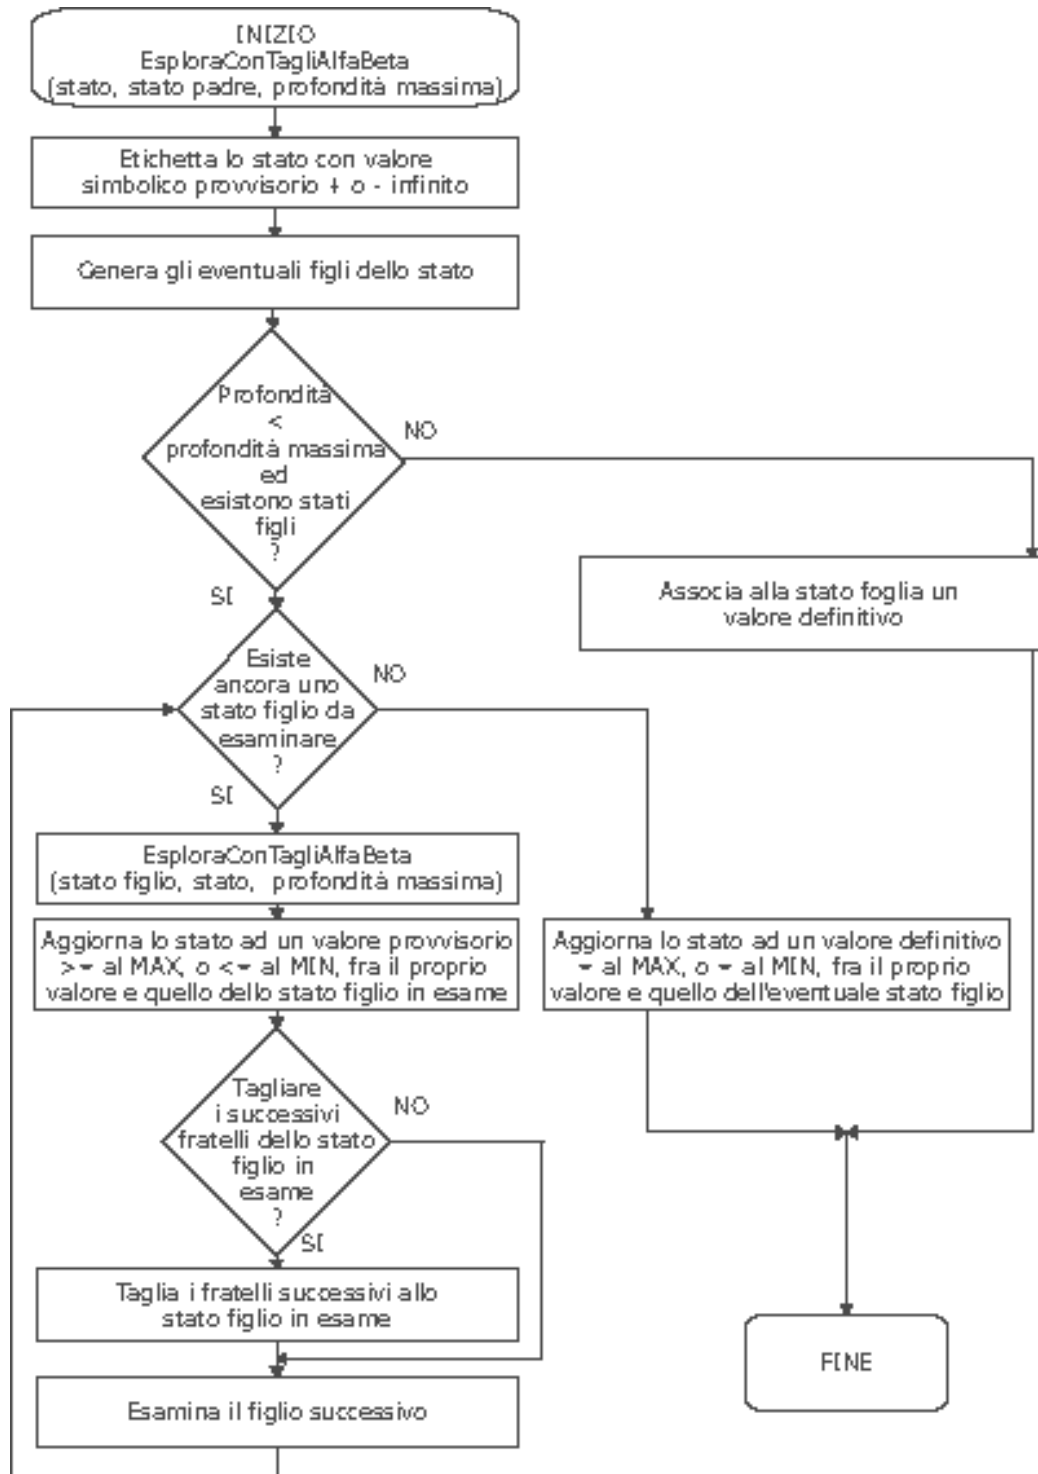 INIZIO
EsploraConTagliAlfaBeta
(stato, stato padre, profondità massima)
Etichetta lo stato con valore
simbolico provvisorio + o - infinito
Genera gli eventuali figli dello stato
Profondità
<
profondità massima
ed
esistono stati
figli
?
NO
SI
Associa alla stato foglia un
valore definitivo
Esiste
ancora uno
stato figlio da
esaminare
?
NO
SI
EsploraConTagliAlfaBeta
(stato figlio, stato, profondità massima)
Aggiorna lo stato ad un valore provvisorio
>= al MAX, o <= al MIN, fra il proprio
valore e quello dello stato figlio in esame
Aggiorna lo stato ad un valore definitivo
= al MAX, o = al MIN, fra il proprio
valore e quello dell'eventuale stato figlio
Tagliare
i successivi
fratelli dello stato
figlio in
esame
?
NO
SI
Taglia i fratelli successivi allo
stato figlio in esame
FINE
Esamina il figlio successivo